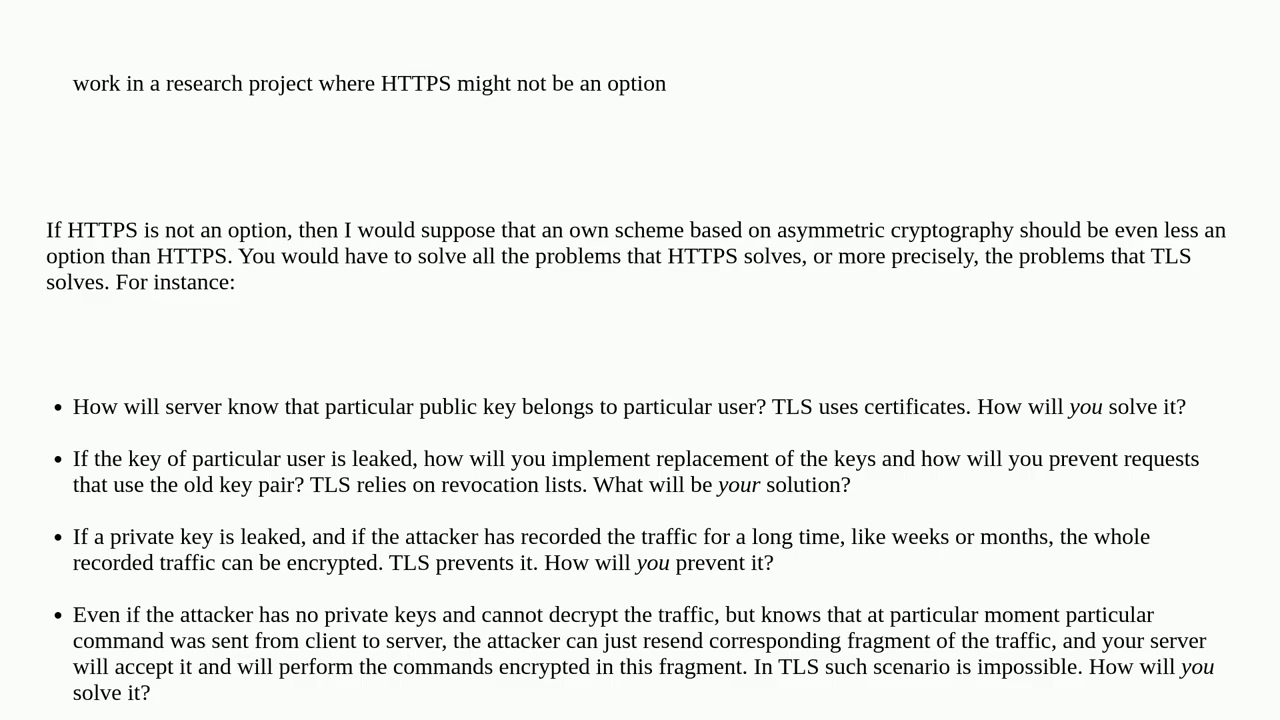 work in a research project where HTTPS might not be an option
If HTTPS is not an option, then I would suppose that an own scheme based on asymmetric cryptography should be even less an
option than HTTPS. You would have to solve all the problems that HTTPS solves, or more precisely, the problems that TLS
solves. For instance:
• How will server know that particular public key belongs to particular user? TLS uses certificates. How will you solve it?
• If the key of particular user is leaked, how will you implement replacement of the keys and how will you prevent requests
that use the old key pair? TLS relies on revocation lists. What will be your solution?
• If a private key is leaked, and if the attacker has recorded the traffic for a long time, like weeks or months, the whole
recorded traffic can be encrypted. TLS prevents it. How will you prevent it?
• Even if the attacker has no private keys and cannot decrypt the traffic, but knows that at particular moment particular
command was sent from client to server, the attacker can just resend corresponding fragment of the traffic, and your server
will accept it and will perform the commands encrypted in this fragment. In TLS such scenario is impossible. How will you
solve it?